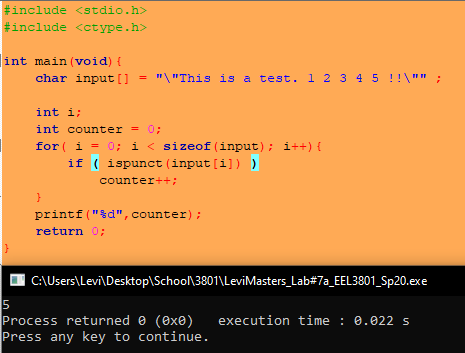 #include <stdio.h>
#include <ctype.h>
int main(void){
char input[] = "\"This is a test. 1 2 3 4 5 !!\"" ;
int i;
int counter = 0;
for( i = 0; i < sizeof(input); i++){
if ( ispunct(input[i]) )
counter++;
}
printf("%d",counter);
return 0;
}
C:\Users\Levi\Desktop\School\3801\LeviMasters_Lab#7a_EEL3801_Sp20.exe
5
Process returned 0 (0x0)   execution time : 0.022 s
Press any key to continue.